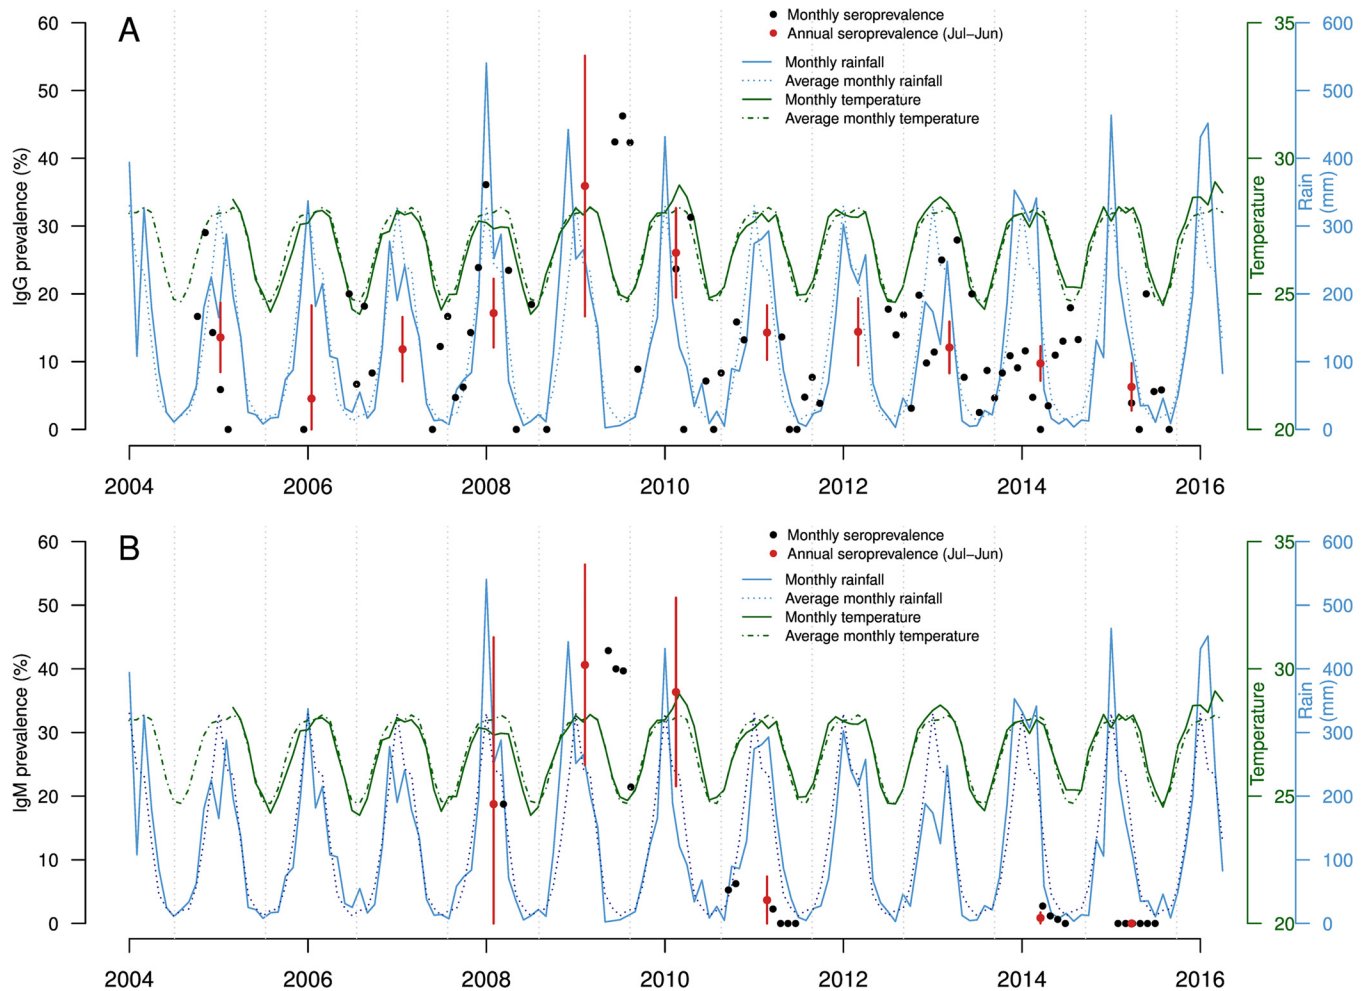 A
Monthly seroprevalence
Annual seroprevalence (Jul–Jun)
Monthly rainfall
Average monthly rainfall
Monthly temperature
Average monthly temperature
IgG prevalence (%)
60
50
40
30
20
10
0
35
30
25
20
Temperature
600
500
400
300
200
100
0
Rain
(mm)
2004 2006 2008 2010 2012 2014 2016
B
Monthly seroprevalence
Annual seroprevalence (Jul–Jun)
Monthly rainfall
Average monthly rainfall
Monthly temperature
Average monthly temperature
IgM prevalence (%)
60
50
40
30
20
10
0
35
30
25
20
Temperature
600
500
400
300
200
100
0
Rain
(mm)
2004 2006 2008 2010 2012 2014 2016